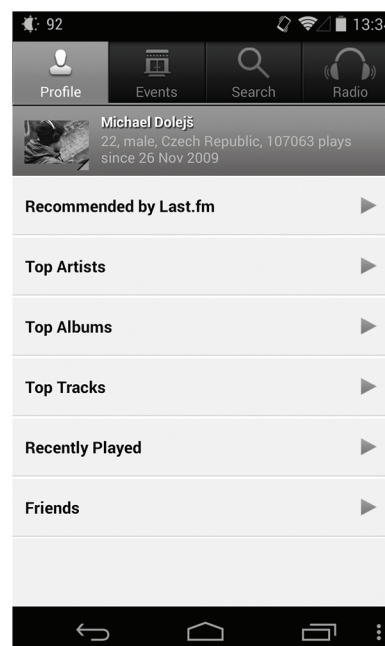 92
13:34
Profile
Events
Search
Radio
Michael Dolejš
22, male, Czech Republic, 107063 plays
since 26 Nov 2009
Recommended by Last.fm
Top Artists
Top Albums
Top Tracks
Recently Played
Friends